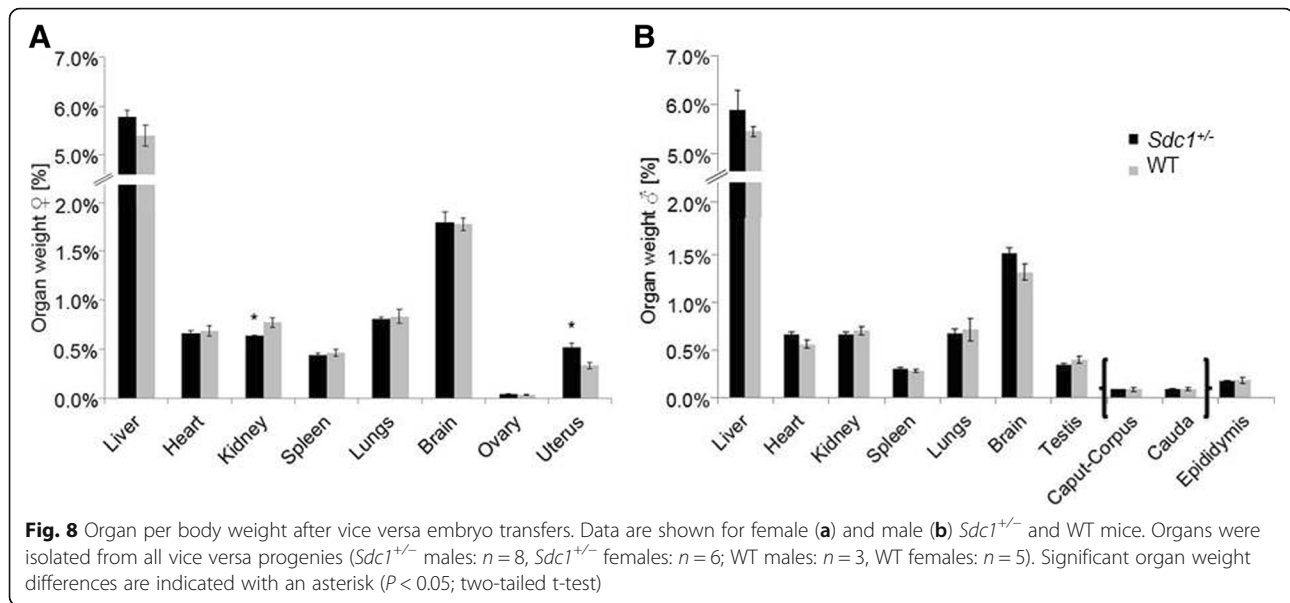 A
7.0%
6.0%
5.0%
2.0%
1.5%
1.0%
0.5%
0.0%
Organ weight ♀ [%]
*
*
Liver
Heart
Kidney
Spleen
Lungs
Brain
Ovary
Uterus
B
7.0%
6.0%
5.0%
2.0%
1.5%
1.0%
0.5%
0.0%
Organ weight ♂ [%]
Sdc1+/-
WT
Liver
Heart
Kidney
Spleen
Lungs
Brain
Testis
Caput-Corpus
Cauda
Epididymis
Fig. 8 Organ per body weight after vice versa embryo transfers. Data are shown for female (a) and male (b) Sdc1+/− and WT mice. Organs were
isolated from all vice versa progenies (Sdc1+/− males: n = 8, Sdc1+/− females: n = 6; WT males: n = 3, WT females: n = 5). Significant organ weight
differences are indicated with an asterisk (P < 0.05; two-tailed t-test)